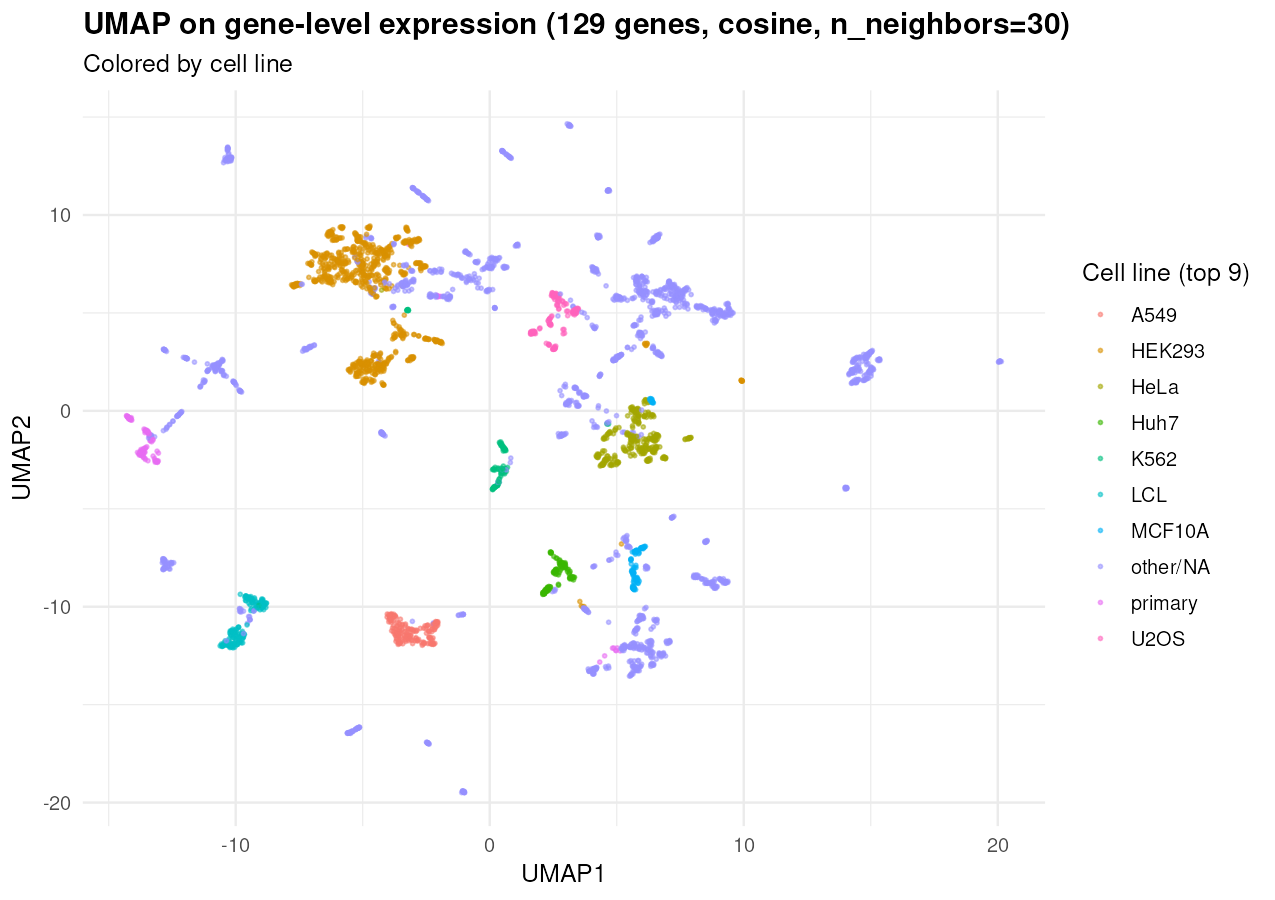 UMAP on gene-level expression (129 genes, cosine, n_neighbors=30)
Colored by cell line
10
0
-10
-20
UMAP2
-10
0
10
20
UMAP1
Cell line (top 9)
A549
HEK293
HeLa
Huh7
K562
LCL
MCF10A
other/NA
primary
U2OS